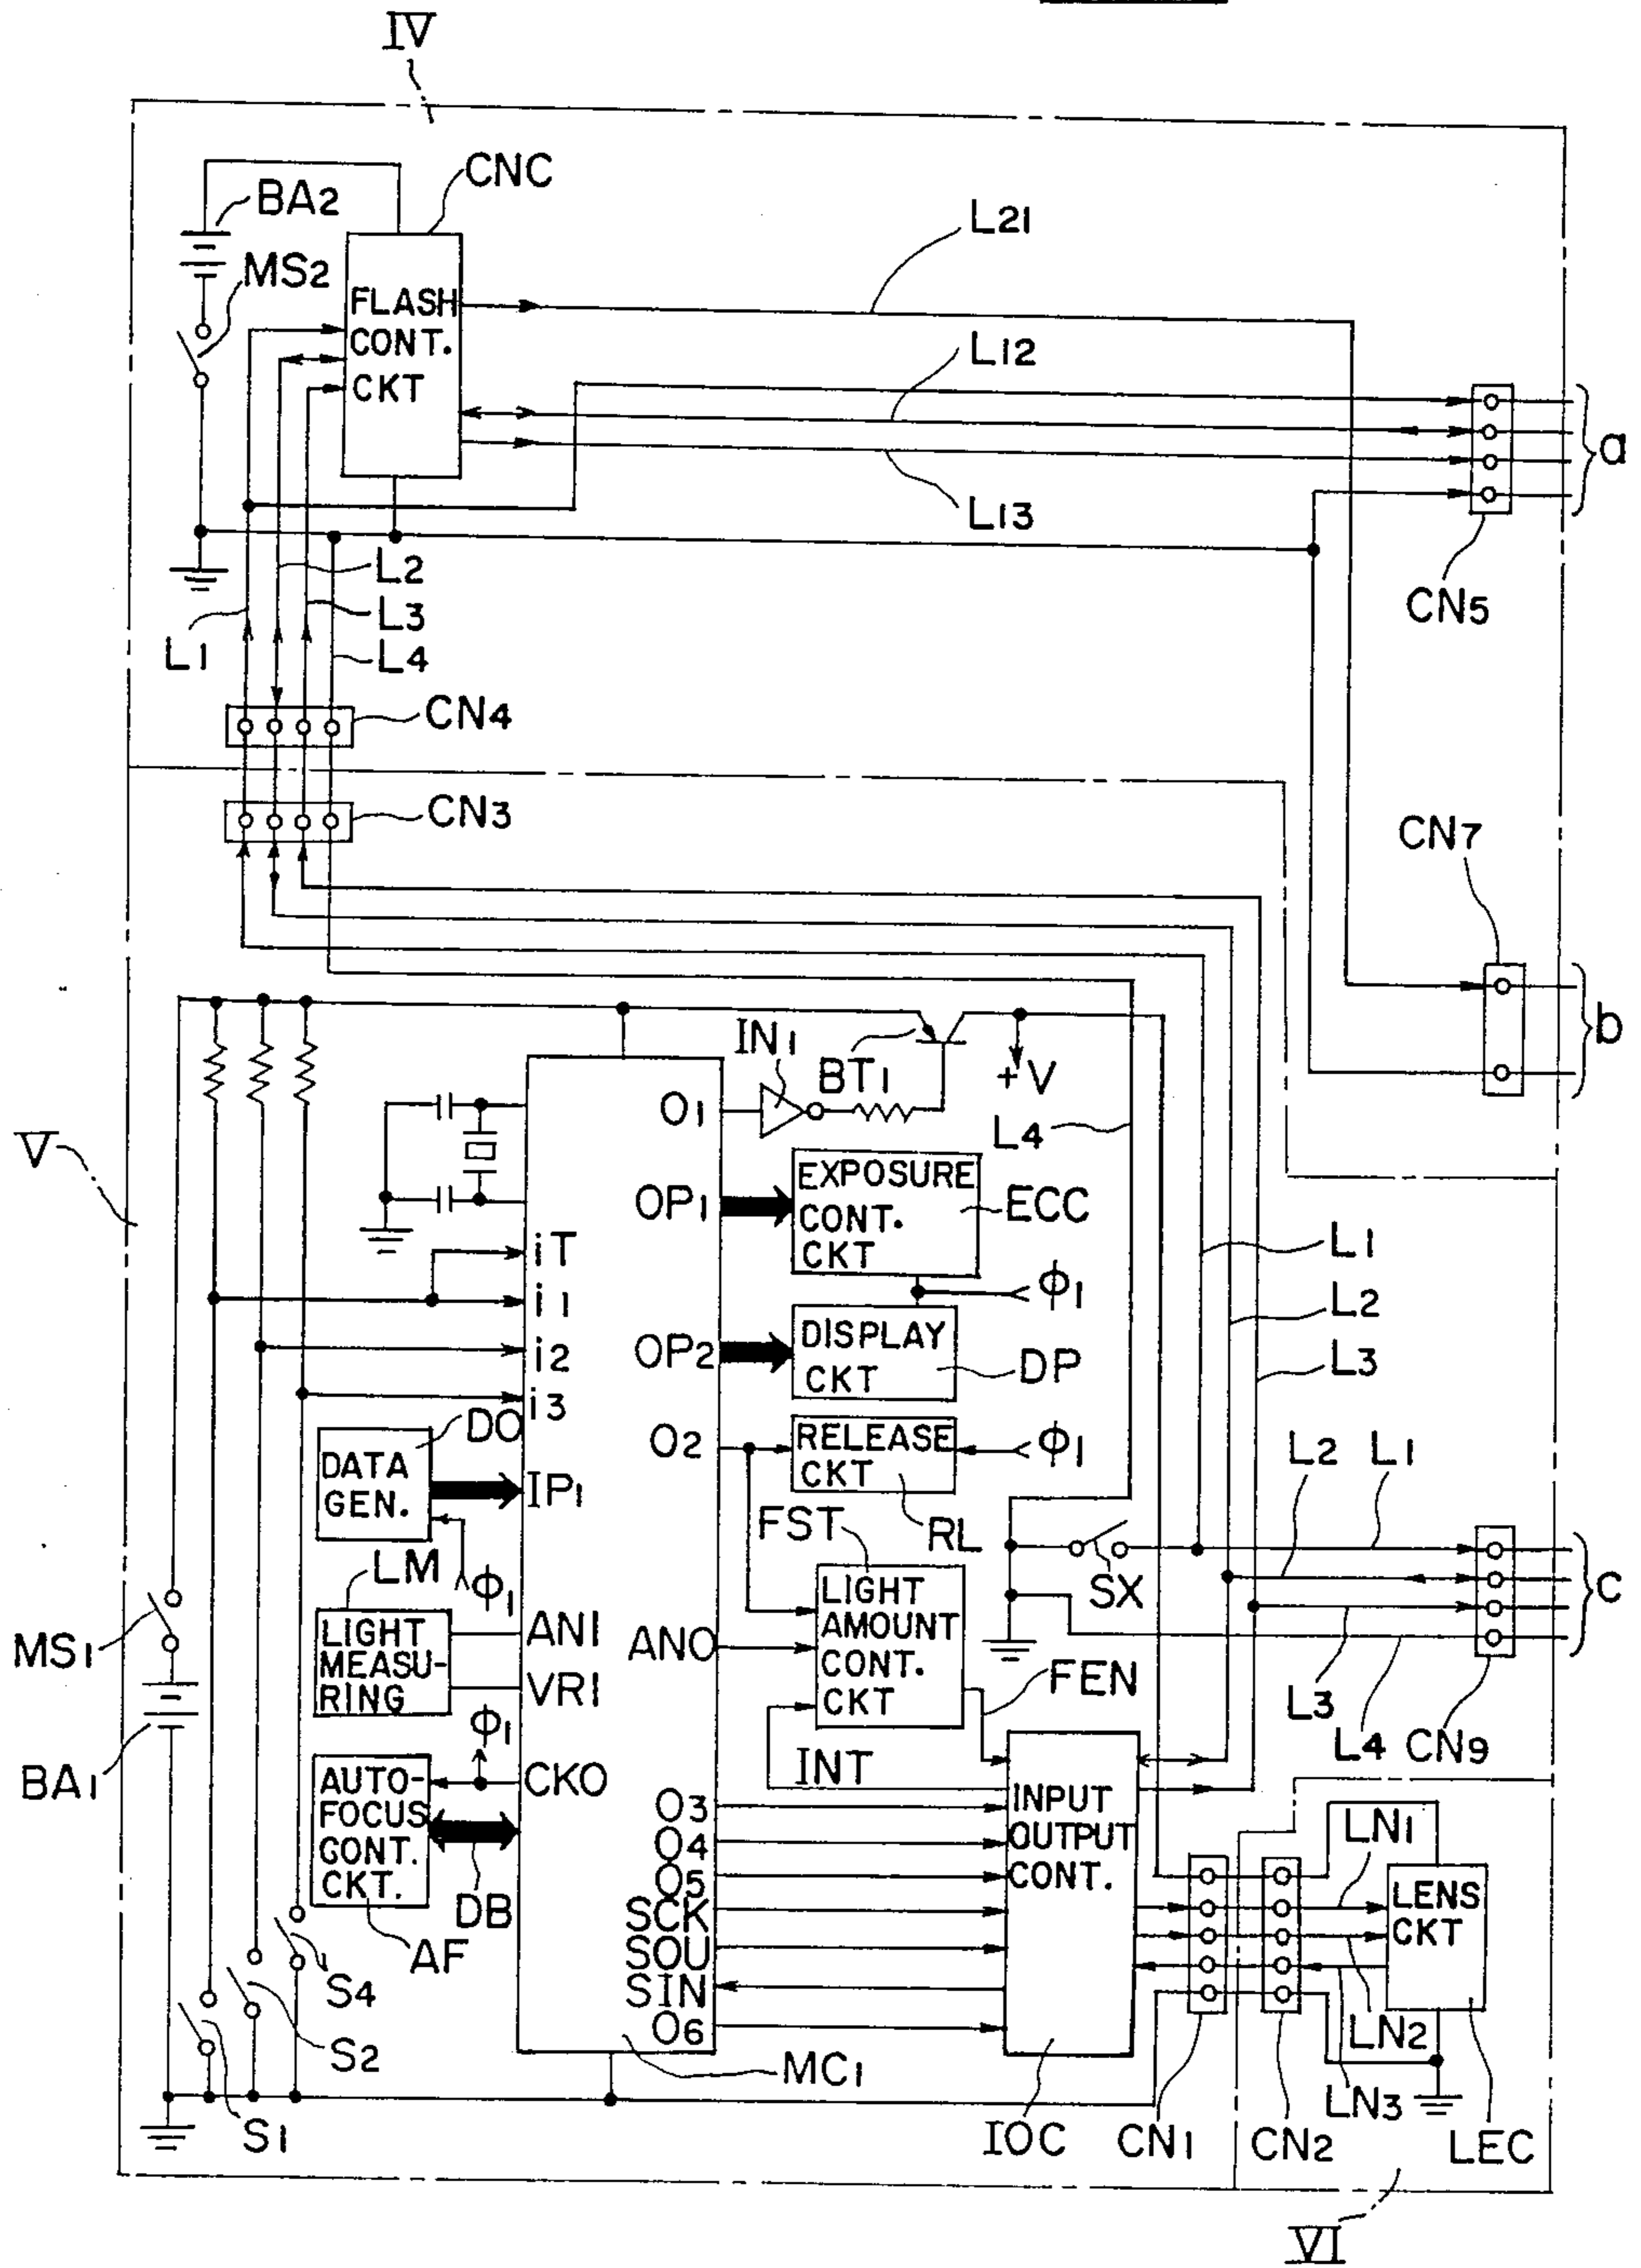 IV
CNC
BA2
L21
MS2
FLASH
CONT.
CKT
L12
a
L13
CN5
L2
L3
L1
L4
CN4
CN3
CN7
b
IN1
BT1
+V
O1
L4
V
EXPOSURE
CONT.
CKT
OP1
ECC
iT
L1
i1
φ1
L2
DISPLAY
CKT
i2
OP2
DP
L3
i3
DO
O2
RELEASE
CKT
φ1
L2
L1
DATA
GEN.
IP1
FST
RL
LM
φ1
SX
c
LIGHT
AMOUNT
CONT.
CKT
MS1
LIGHT
MEASU-
RING
ANI
ANO
VRI
FEN
L3
φ1
L4
CN9
BA1
INT
CKO
AUTO-
FOCUS
CONT.
CKT.
O3
INPUT
OUTPUT
CONT.
LN1
O4
O5
LENS
CKT
DB
SCK
AF
SOU
S4
SIN
LN2
S2
O6
MC1
LN3
S1
IOC
CN1
CN2
LEC
VI